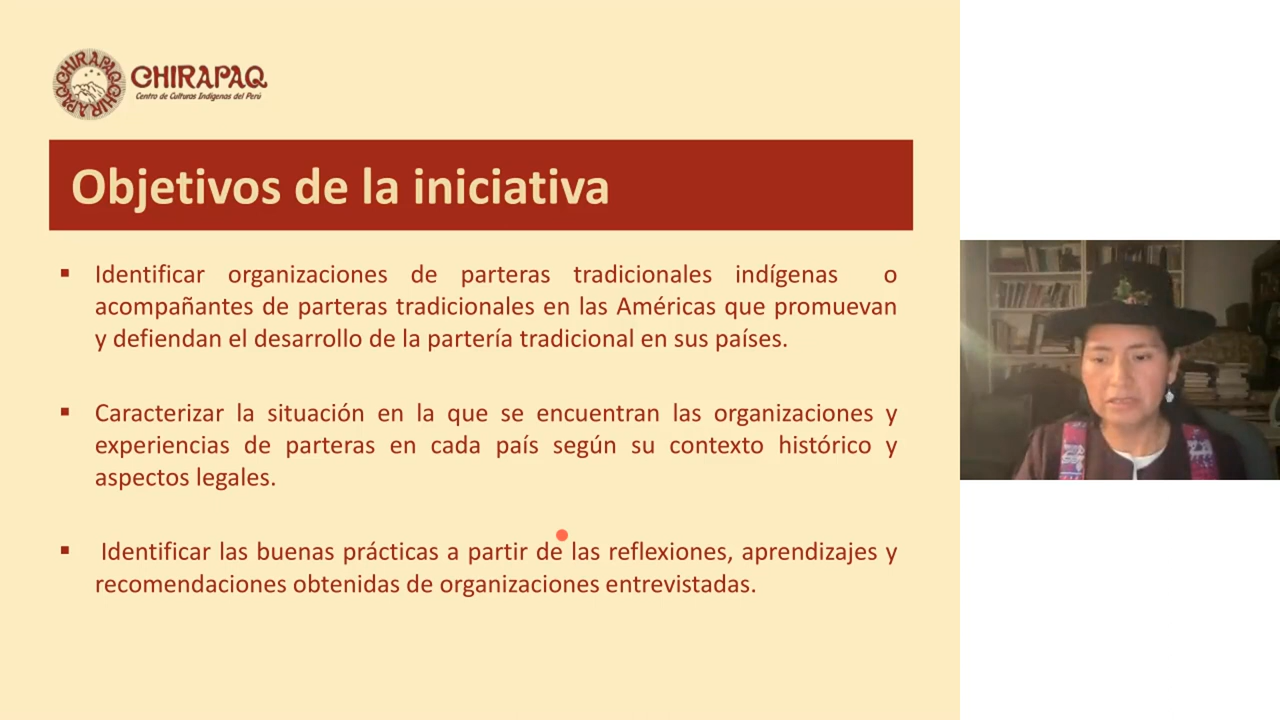 CHIRAPAQ
Centro de Culturas Indígenas del Perú
Objetivos de la iniciativa
▪ Identificar organizaciones de parteras tradicionales indígenas o
acompañantes de parteras tradicionales en las Américas que promuevan
y defiendan el desarrollo de la partería tradicional en sus países.
▪ Caracterizar la situación en la que se encuentran las organizaciones y
experiencias de parteras en cada país según su contexto histórico y
aspectos legales.
▪ Identificar las buenas prácticas a partir de las reflexiones, aprendizajes y
recomendaciones obtenidas de organizaciones entrevistadas.